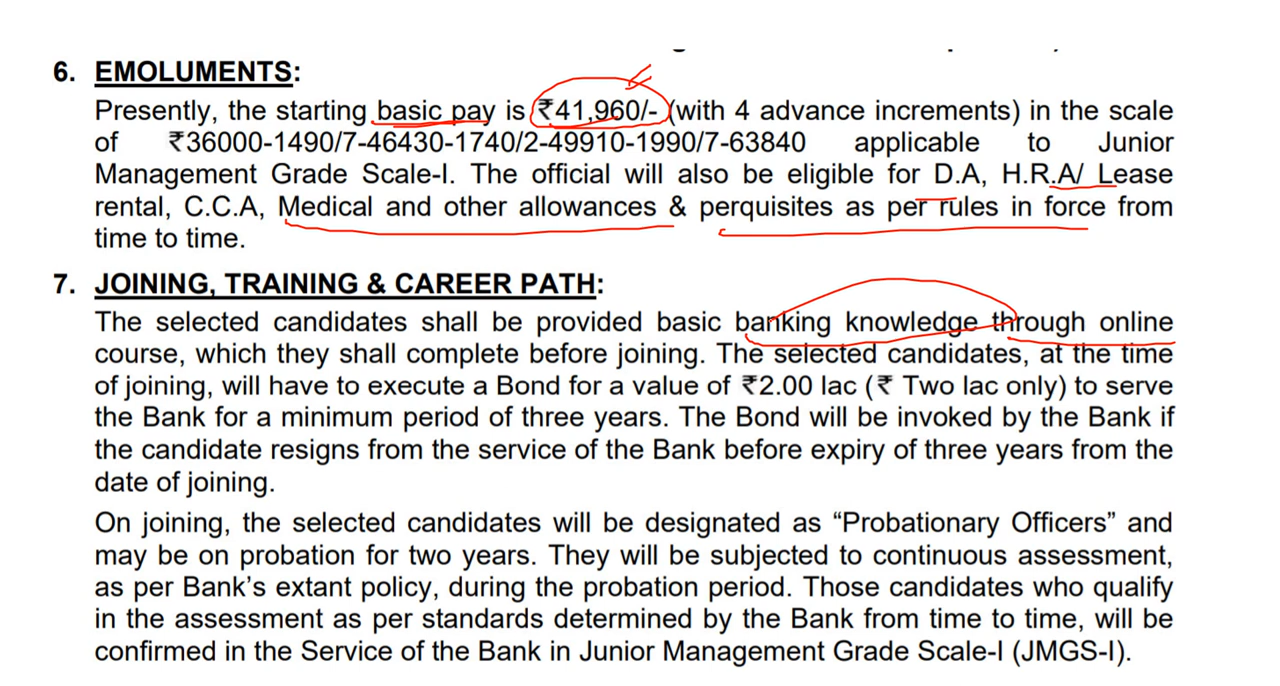 6. EMOLUMENTS:
Presently, the starting basic pay is ₹41,960/- (with 4 advance increments) in the scale
of ₹36000-1490/7-46430-1740/2-49910-1990/7-63840 applicable to Junior
Management Grade Scale-I. The official will also be eligible for D.A, H.R.A/ Lease
rental, C.C.A, Medical and other allowances & perquisites as per rules in force from
time to time.
7. JOINING, TRAINING & CAREER PATH:
The selected candidates shall be provided basic banking knowledge through online
course, which they shall complete before joining. The selected candidates, at the time
of joining, will have to execute a Bond for a value of ₹2.00 lac (₹ Two lac only) to serve
the Bank for a minimum period of three years. The Bond will be invoked by the Bank if
the candidate resigns from the service of the Bank before expiry of three years from the
date of joining.
On joining, the selected candidates will be designated as “Probationary Officers” and
may be on probation for two years. They will be subjected to continuous assessment,
as per Bank’s extant policy, during the probation period. Those candidates who qualify
in the assessment as per standards determined by the Bank from time to time, will be
confirmed in the Service of the Bank in Junior Management Grade Scale-I (JMGS-I).